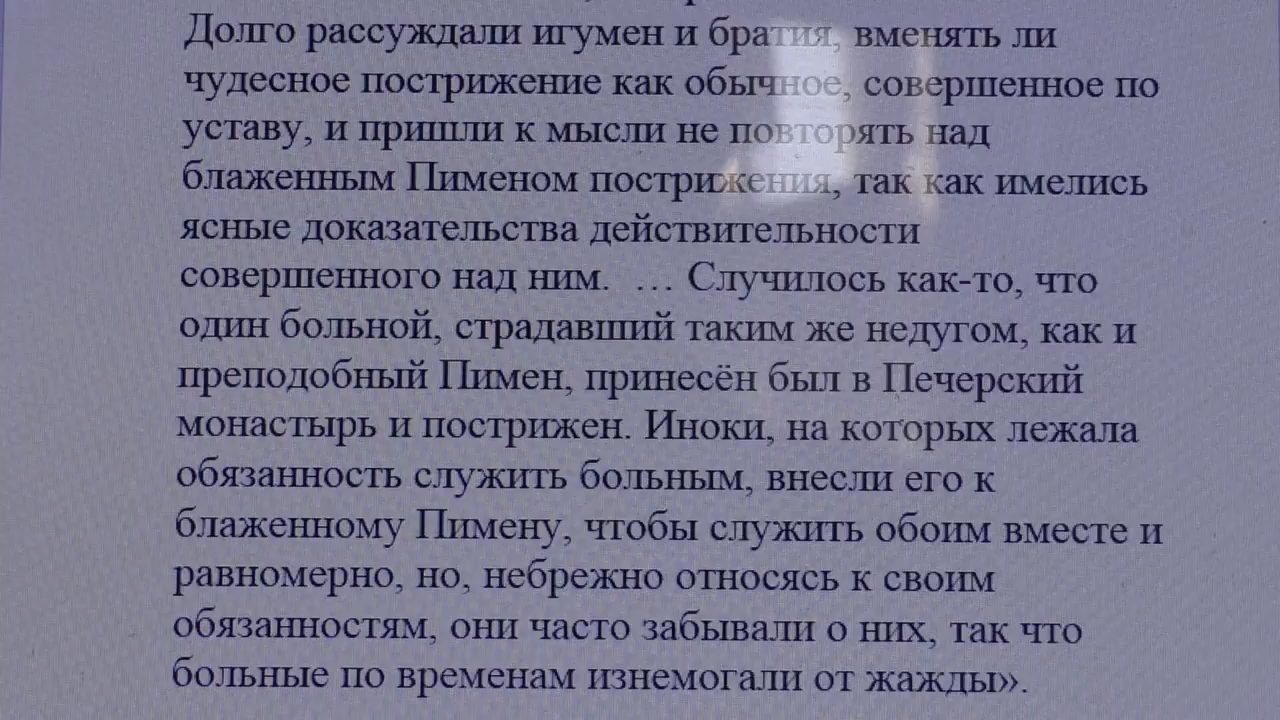 Долго рассуждали игумен и братия, вменять ли
чудесное пострижение как обычное, совершенное по
уставу, и пришли к мысли не повторять над
блаженным Пименом пострижения, так как имелись
ясные доказательства действительности
совершенного над ним. … Случилось как-то, что
один больной, страдавший таким же недугом, как и
преподобный Пимен, принесён был в Печерский
монастырь и пострижен. Иноки, на которых лежала
обязанность служить больным, внесли его к
блаженному Пимену, чтобы служить обоим вместе и
равномерно, но, небрежно относясь к своим
обязанностям, они часто забывали о них, так что
больные по временам изнемогали от жажды».